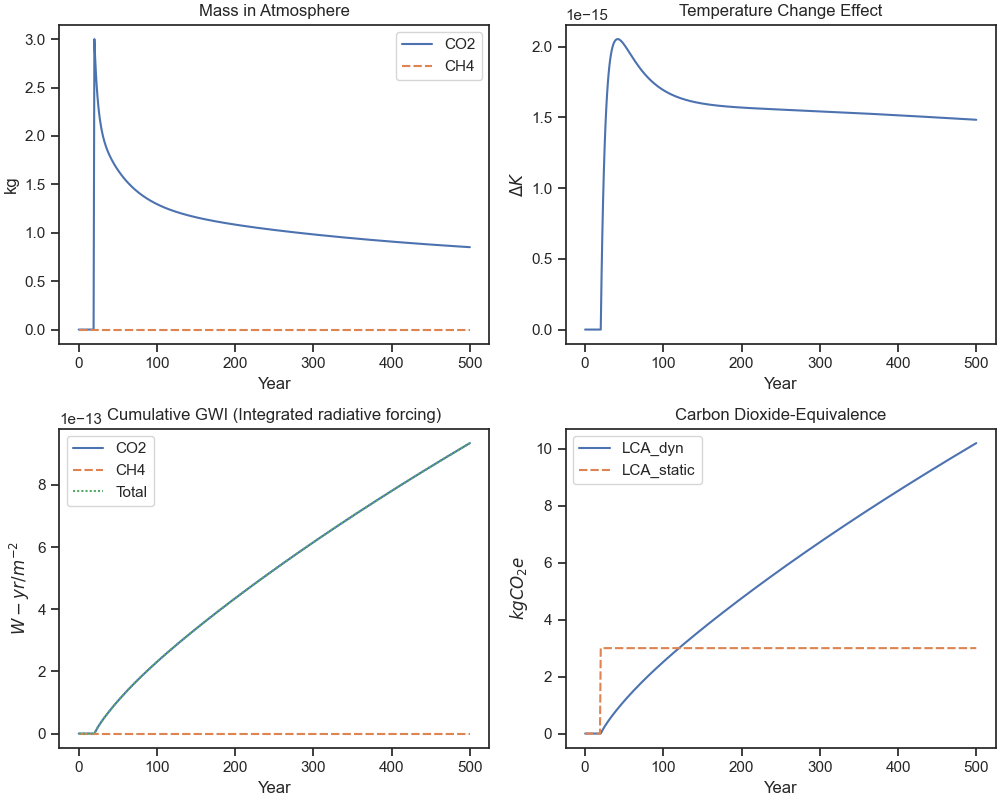 Mass in Atmosphere
3.0
2.5
2.0
1.5
1.0
0.5
0.0
kg
CO2
CH4
0 100 200 300 400 500
Year
Temperature Change Effect
1e−15
2.0
1.5
1.0
0.5
0.0
ΔK
0 100 200 300 400 500
Year
Cumulative GWI (Integrated radiative forcing)
1e−13
8
6
4
2
0
W − yr/m⁻²
CO2
CH4
Total
0 100 200 300 400 500
Year
Carbon Dioxide-Equivalence
10
8
6
4
2
0
kgCO₂e
LCA_dyn
LCA_static
0 100 200 300 400 500
Year